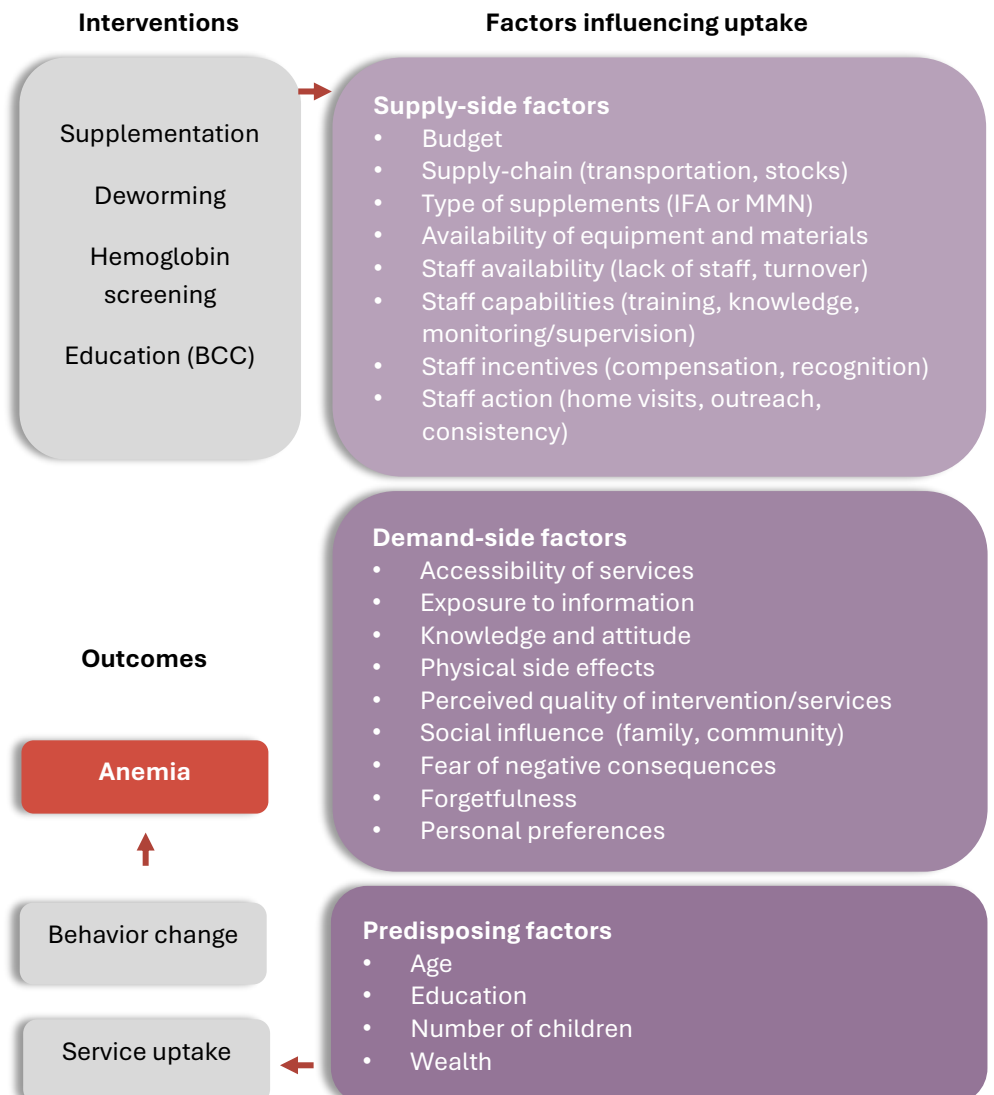 Interventions
Factors influencing uptake
Supplementation
Deworming
Hemoglobin
screening
Education (BCC)
Supply-side factors
• Budget
• Supply-chain (transportation, stocks)
• Type of supplements (IFA or MMN)
• Availability of equipment and materials
• Staff availability (lack of staff, turnover)
• Staff capabilities (training, knowledge,
monitoring/supervision)
• Staff incentives (compensation, recognition)
• Staff action (home visits, outreach,
consistency)
Demand-side factors
• Accessibility of services
• Exposure to information
• Knowledge and attitude
• Physical side effects
• Perceived quality of intervention/services
• Social influence (family, community)
• Fear of negative consequences
• Forgetfulness
• Personal preferences
Outcomes
Anemia
Behavior change
Service uptake
Predisposing factors
• Age
• Education
• Number of children
• Wealth